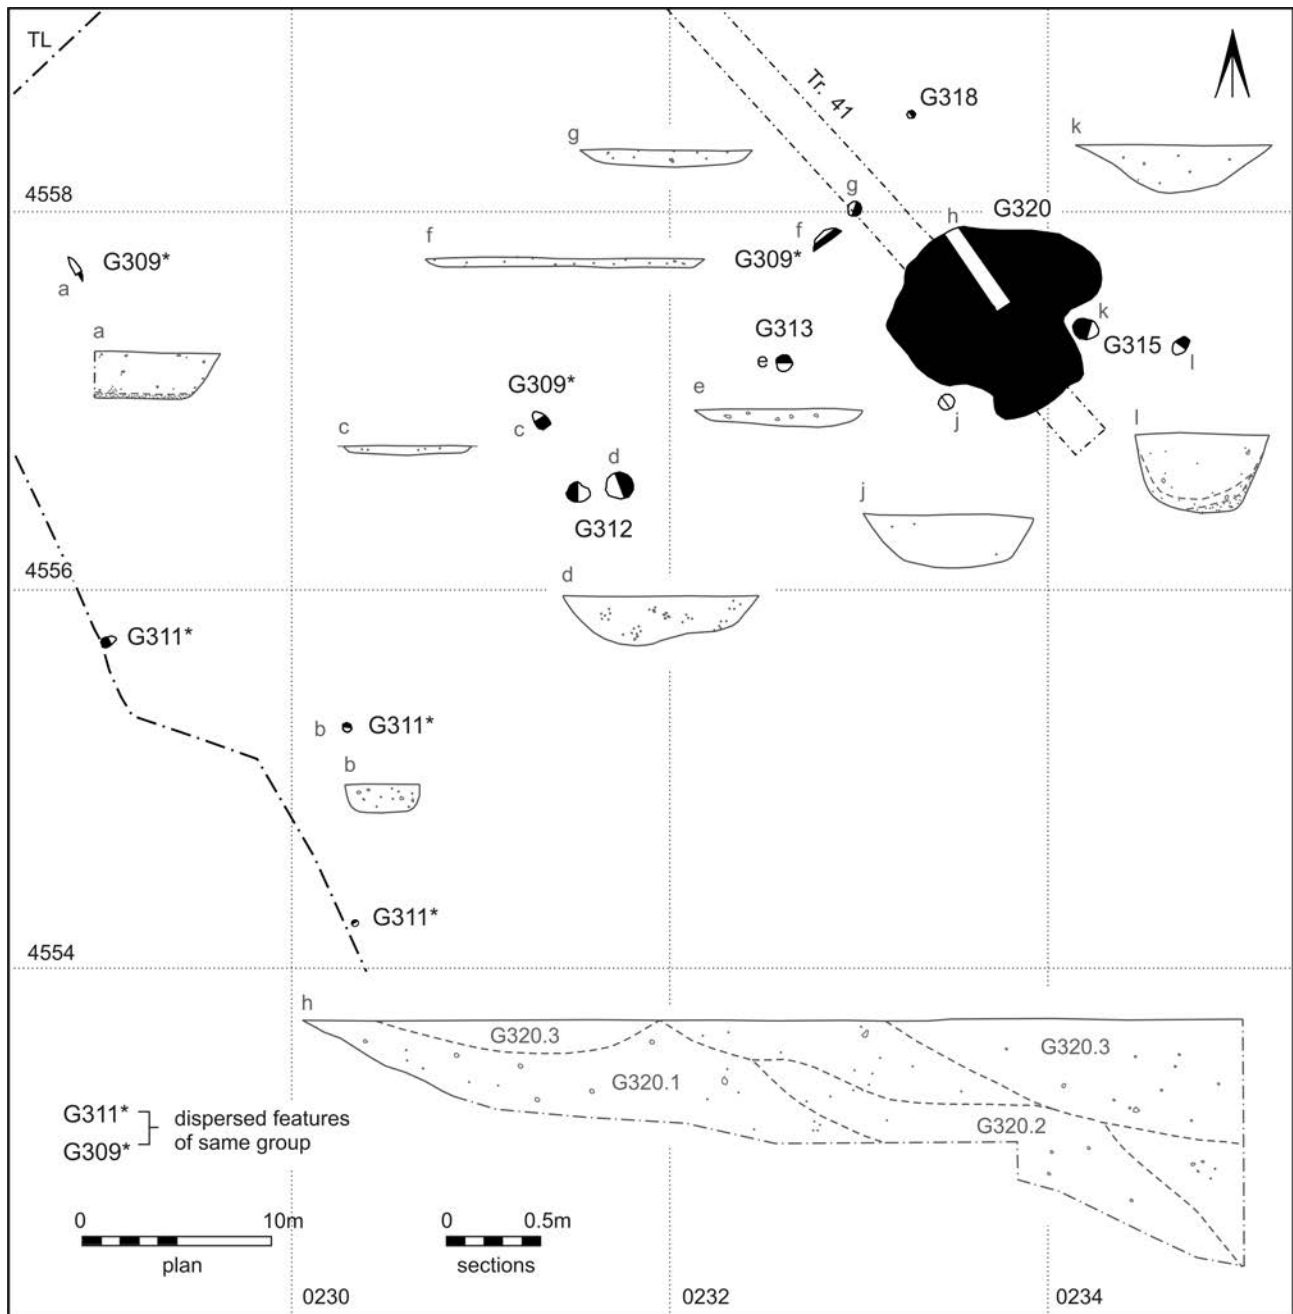 TL
Tr. 41
G318
k
g
4558
g
h
G320
f
f
G309*
G309*
a
k
G313
G315
a
e
l
G309*
e
c
c
l
d
j
G312
j
4556
d
G311*
b
G311*
b
G311*
4554
h
G320.3
G320.3
G320.1
G320.2
G311*
G309*
dispersed features
of same group
0 10m
plan
0 0.5m
sections
0230
0232
0234